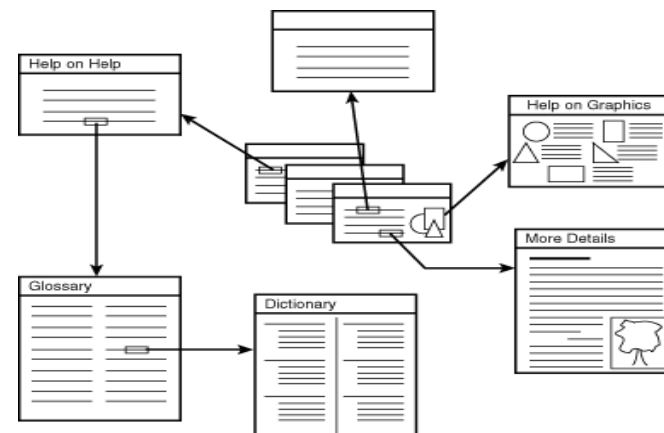 Help on Help
Help on Graphics
More Details
Glossary
Dictionary